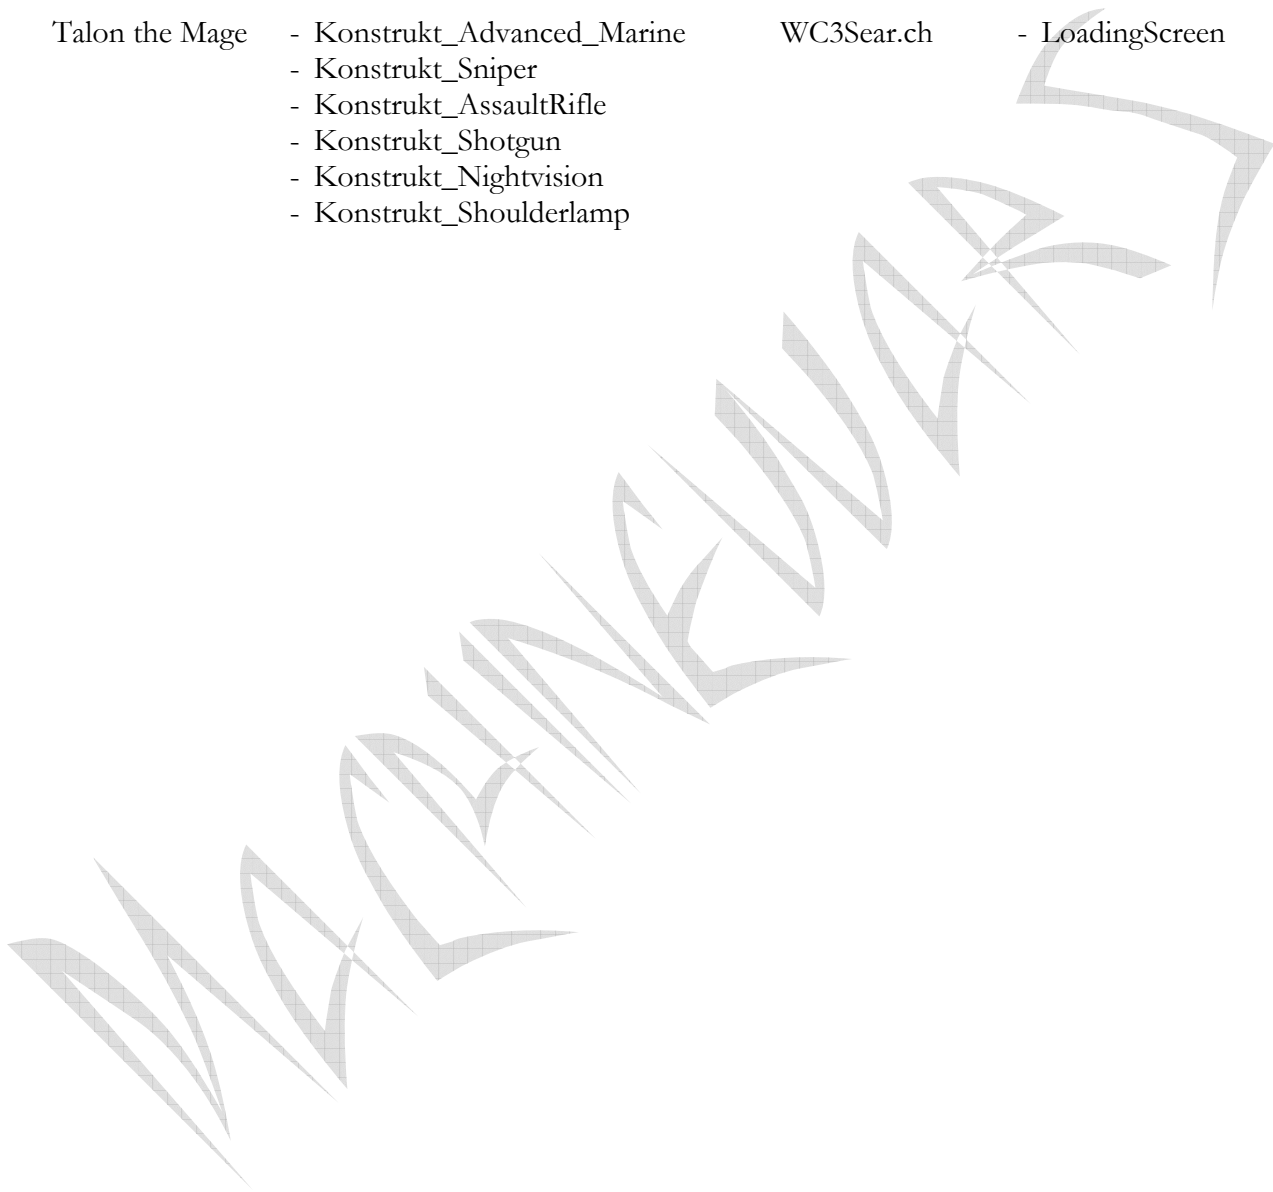 Talon the Mage - Konstrukt_Advanced_Marine
- Konstrukt_Sniper
- Konstrukt_AssaultRifle
- Konstrukt_Shotgun
- Konstrukt_Nightvision
- Konstrukt_Shoulderlamp
WC3Sear.ch - LoadingScreen
MACHINEWARS